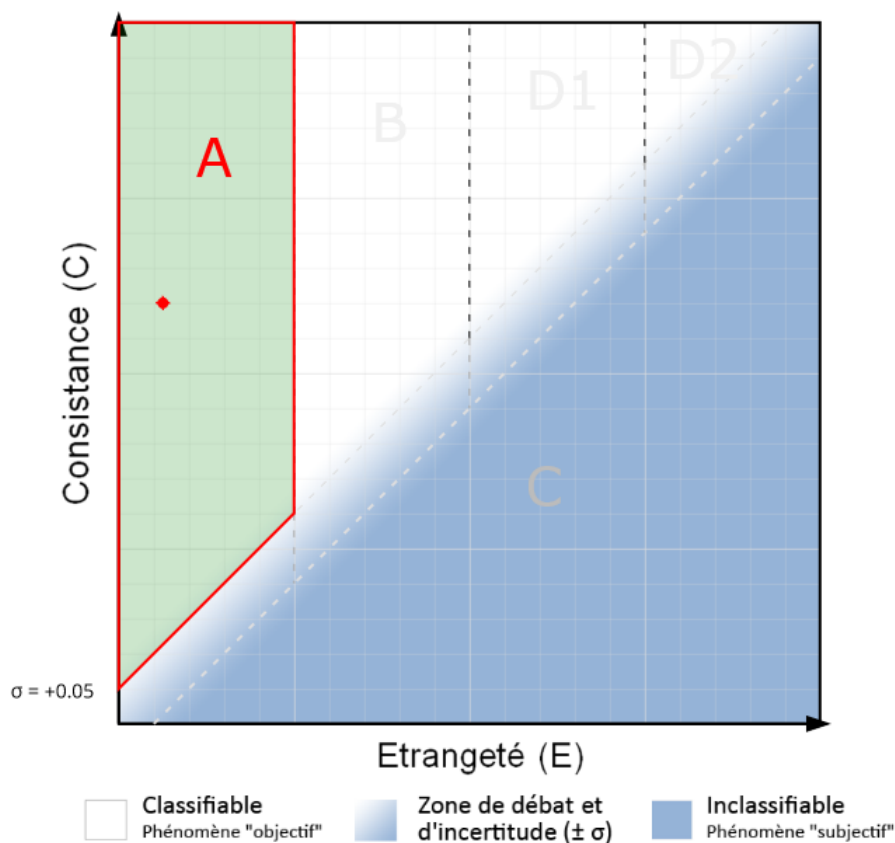 D2
D1
B
A
Consistance (C)
C
σ = +0.05
Etrangeté (E)
Classifiable
Phénomène "objectif"
Zone de débat et
d'incertitude (± σ)
Inclassifiable
Phénomène "subjectif"